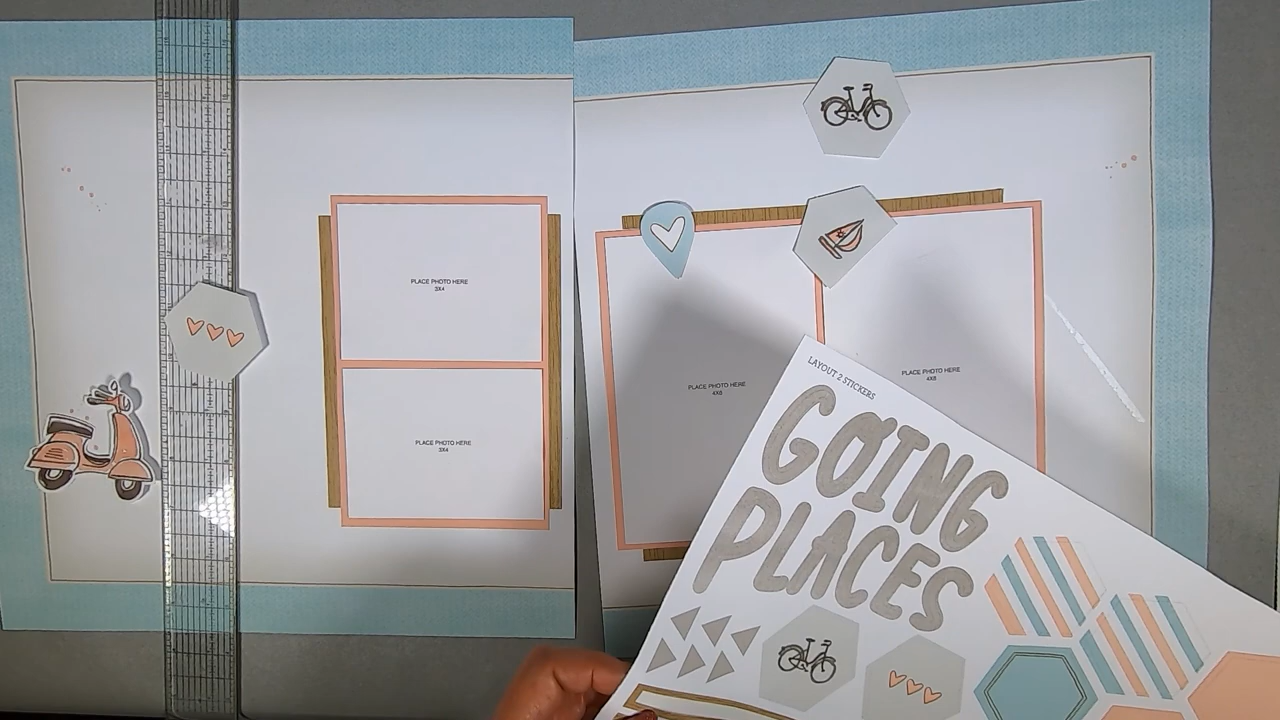 PLACE PHOTO HERE
3X4
PLACE PHOTO HERE
3X4
PLACE PHOTO HERE
4X6
PLACE PHOTO HERE
4X6
LAYOUT 2 STICKERS
GOING
PLACES